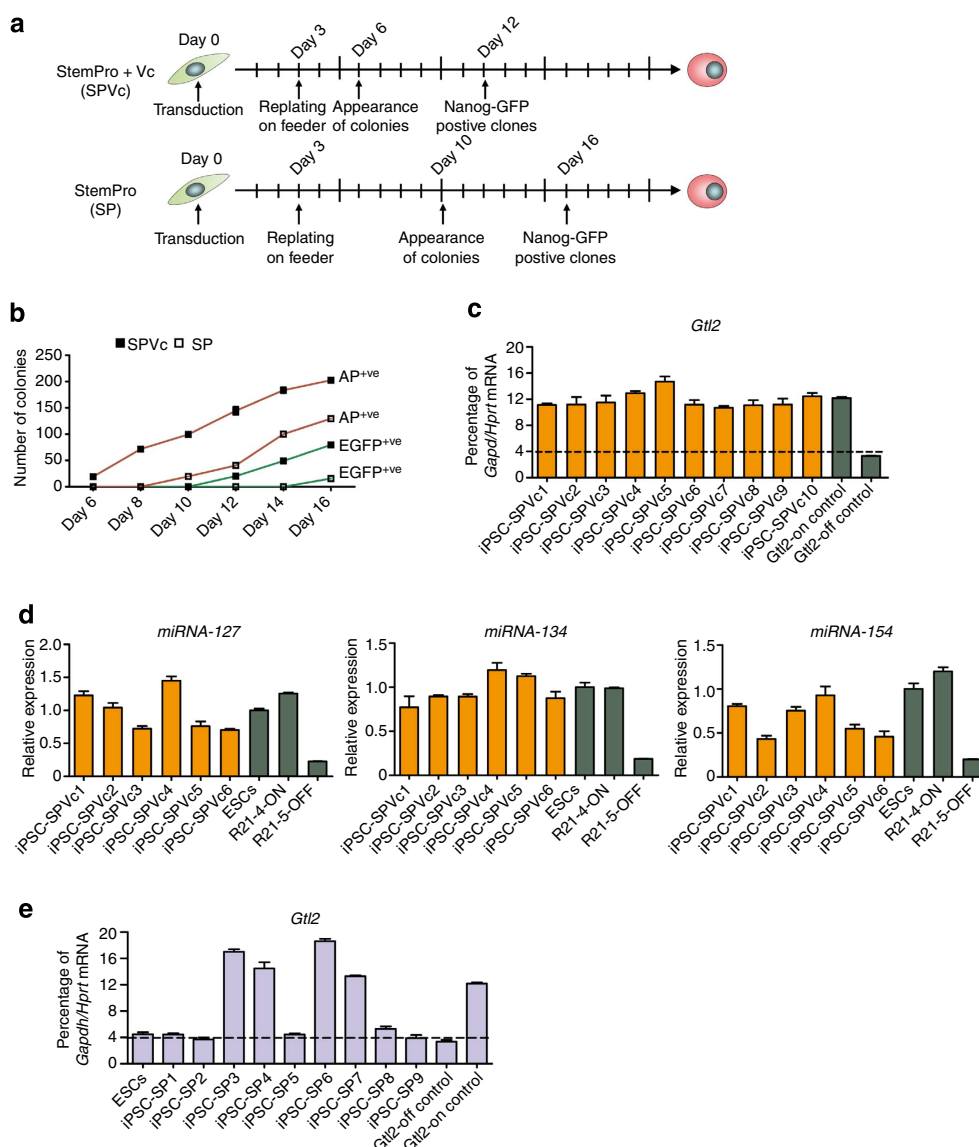 a
Day 0
Day 3
Day 6
Day 12
StemPro + Vc
(SPVc)
Transduction
Replating
on feeder
Appearance
of colonies
Nanog-GFP
postive clones
Day 0
Day 3
Day 10
Day 16
StemPro
(SP)
Transduction
Replating
on feeder
Appearance
of colonies
Nanog-GFP
postive clones
b
SPVc SP
Number of colonies
250
200
150
100
50
0
AP+ve
AP+ve
EGFP+ve
EGFP+ve
Day 6
Day 8
Day 10
Day 12
Day 14
Day 16
c
Gtl2
Percentage of
Gapd/Hprt mRNA
20
16
12
8
4
0
iPSC-SPVc1
iPSC-SPVc2
iPSC-SPVc3
iPSC-SPVc4
iPSC-SPVc5
iPSC-SPVc6
iPSC-SPVc7
iPSC-SPVc8
iPSC-SPVc9
iPSC-SPVc10
Gtl2-on control
Gtl2-off control
d
miRNA-127
Relative expression
2.0
1.5
1.0
0.5
0
iPSC-SPVc1
iPSC-SPVc2
iPSC-SPVc3
iPSC-SPVc4
iPSC-SPVc5
iPSC-SPVc6
ESCs
R21-4-ON
R21-5-OFF
miRNA-134
Relative expression
1.5
1.0
0.5
0
iPSC-SPVc1
iPSC-SPVc2
iPSC-SPVc3
iPSC-SPVc4
iPSC-SPVc5
iPSC-SPVc6
ESCs
R21-4-ON
R21-5-OFF
miRNA-154
Relative expression
1.5
1.0
0.5
0
iPSC-SPVc1
iPSC-SPVc2
iPSC-SPVc3
iPSC-SPVc4
iPSC-SPVc5
iPSC-SPVc6
ESCs
R21-4-ON
R21-5-OFF
e
Gtl2
Percentage of
Gapdh/Hprt mRNA
20
16
12
8
4
0
ESCs
iPSC-SP1
iPSC-SP2
iPSC-SP3
iPSC-SP4
iPSC-SP5
iPSC-SP6
iPSC-SP7
iPSC-SP8
iPSC-SP9
Gtl2-off control
Gtl2-on control